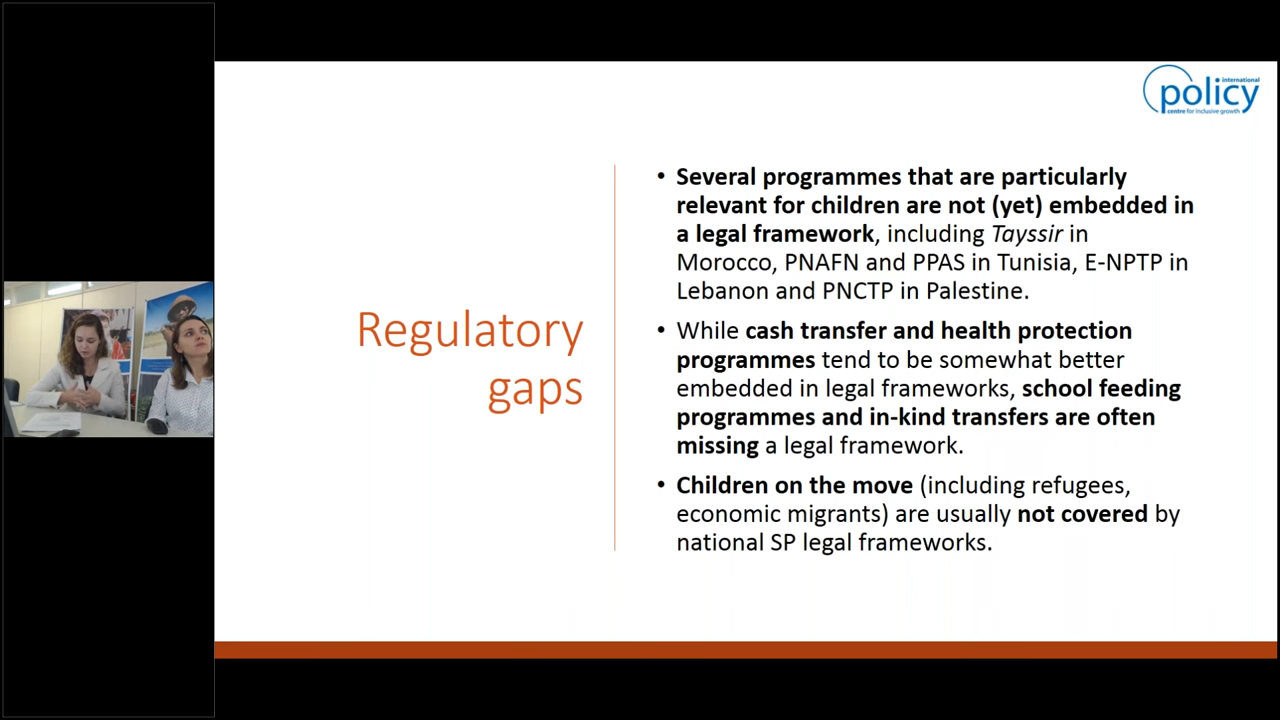 international
policy
centre for inclusive growth
Regulatory
gaps
• Several programmes that are particularly
relevant for children are not (yet) embedded in
a legal framework, including Tayssir in
Morocco, PNAFN and PPAS in Tunisia, E-NPTP in
Lebanon and PNCTP in Palestine.
• While cash transfer and health protection
programmes tend to be somewhat better
embedded in legal frameworks, school feeding
programmes and in-kind transfers are often
missing a legal framework.
• Children on the move (including refugees,
economic migrants) are usually not covered by
national SP legal frameworks.